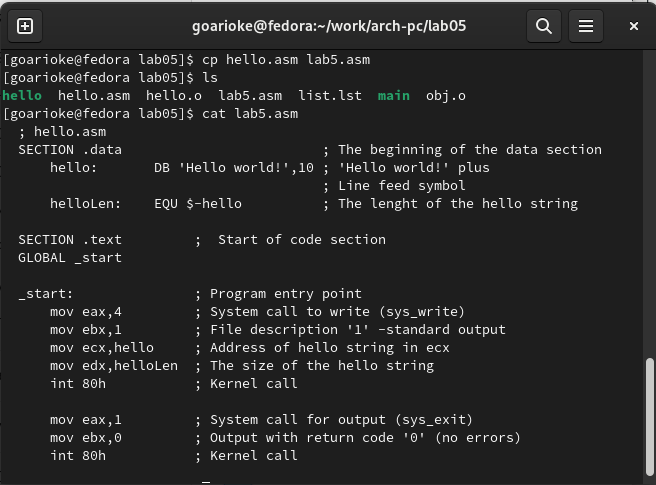 goarioke@fedora:~/work/arch-pc/lab05
[goarioke@fedora lab05]$ cp hello.asm lab5.asm
[goarioke@fedora lab05]$ ls
hello  hello.asm  hello.o  lab5.asm  list.lst  main  obj.o
[goarioke@fedora lab05]$ cat lab5.asm
  ; hello.asm
  SECTION .data                         ; The beginning of the data section
      hello:       DB 'Hello world!',10 ; 'Hello world!' plus
                                        ; Line feed symbol
      helloLen:    EQU $-hello          ; The lenght of the hello string
  SECTION .text         ;  Start of code section
  GLOBAL _start
  _start:               ; Program entry point
      mov eax,4         ; System call to write (sys_write)
      mov ebx,1         ; File description '1' -standard output
      mov ecx,hello     ; Address of hello string in ecx
      mov edx,helloLen  ; The size of the hello string
      int 80h           ; Kernel call
      mov eax,1         ; System call for output (sys_exit)
      mov ebx,0         ; Output with return code '0' (no errors)
      int 80h           ; Kernel call